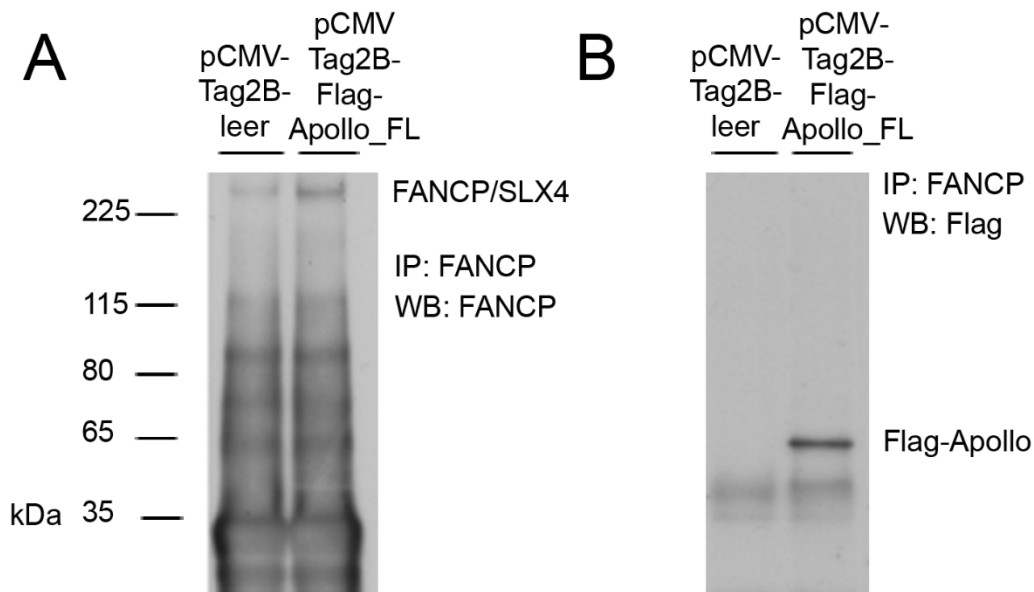 A
pCMV-
Tag2B-
leer
pCMV
Tag2B-
Flag-
Apollo_FL
FANCP/SLX4
225
IP: FANCP
WB: FANCP
115
80
65
kDa
35
B
pCMV-
Tag2B-
leer
pCMV
Tag2B-
Flag-
Apollo_FL
IP: FANCP
WB: Flag
Flag-Apollo